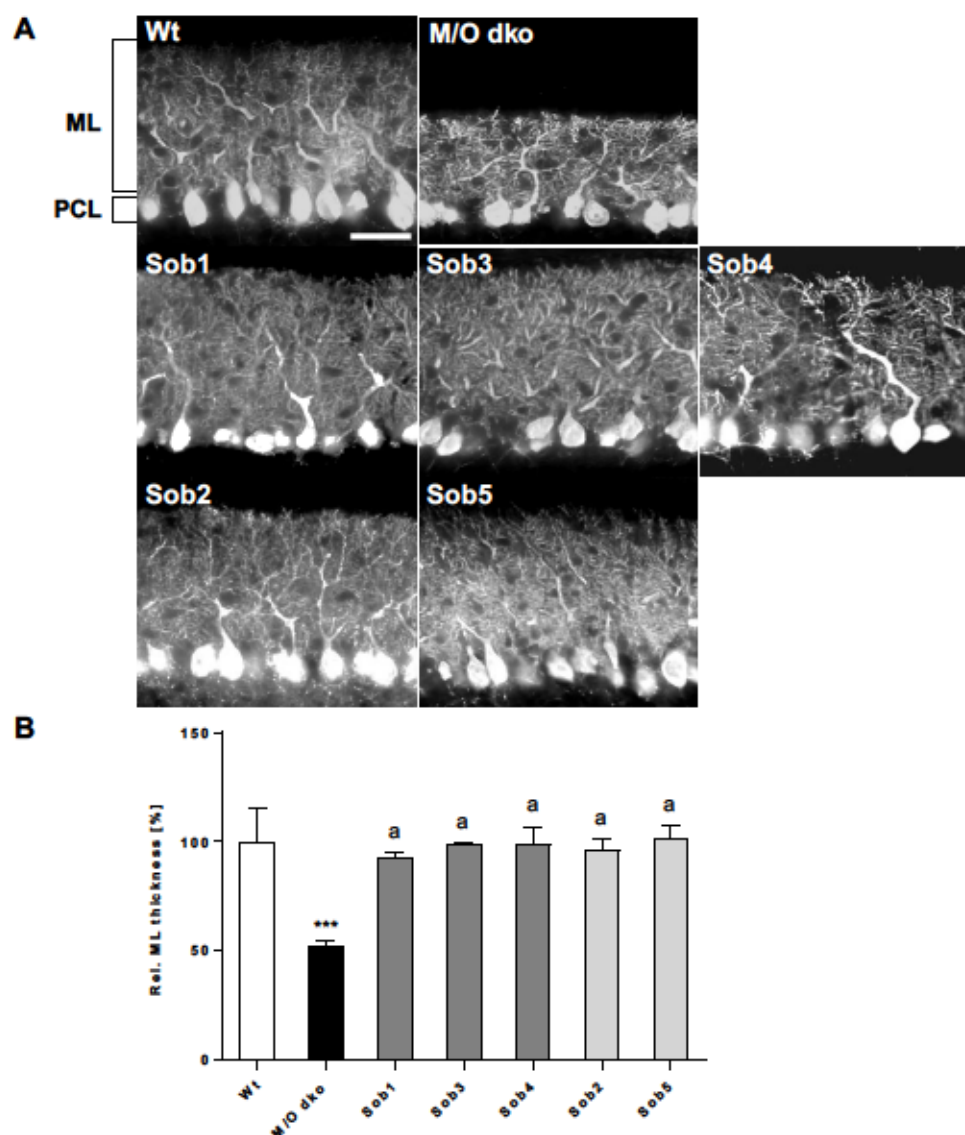 A
Wt
M/O dko
ML
PCL
Sob1
Sob3
Sob4
Sob2
Sob5
B
150
100
50
0
Rel. ML thickness [%]
***
a
a
a
a
a
Wt
M/O dko
Sob1
Sob3
Sob4
Sob2
Sob5